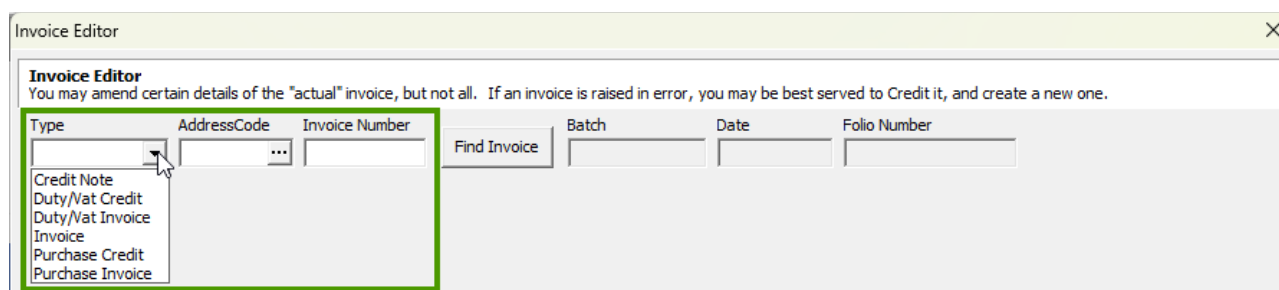 Invoice Editor
Invoice Editor
You may amend certain details of the "actual" invoice, but not all. If an invoice is raised in error, you may be best served to Credit it, and create a new one.
Type AddressCode Invoice Number Batch Date Folio Number
... Find Invoice
Credit Note
Duty/Vat Credit
Duty/Vat Invoice
Invoice
Purchase Credit
Purchase Invoice